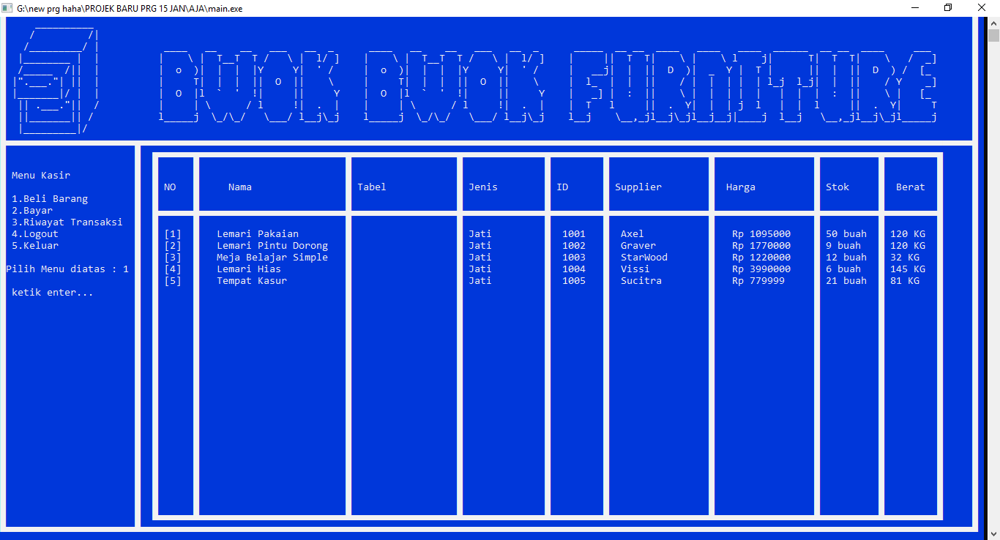 G:\new prg haha\PROJEK BARU PRG 15 JAN\AJA\main.exe
BWOK BWOK FURNITURE
Menu Kasir
1.Beli Barang
2.Bayar
3.Riwayat Transaksi
4.Logout
5.Keluar
Pilih Menu diatas : 1
ketik enter...
NO Nama Tabel Jenis ID Supplier Harga Stok Berat
[1] Lemari Pakaian Jati 1001 Axel Rp 1095000 50 buah 120 KG
[2] Lemari Pintu Dorong Jati 1002 Graver Rp 1770000 9 buah 120 KG
[3] Meja Belajar Simple Jati 1003 StarWood Rp 1220000 12 buah 32 KG
[4] Lemari Hias Jati 1004 Vissi Rp 3990000 6 buah 145 KG
[5] Tempat Kasur Jati 1005 Sucitra Rp 779999 21 buah 81 KG